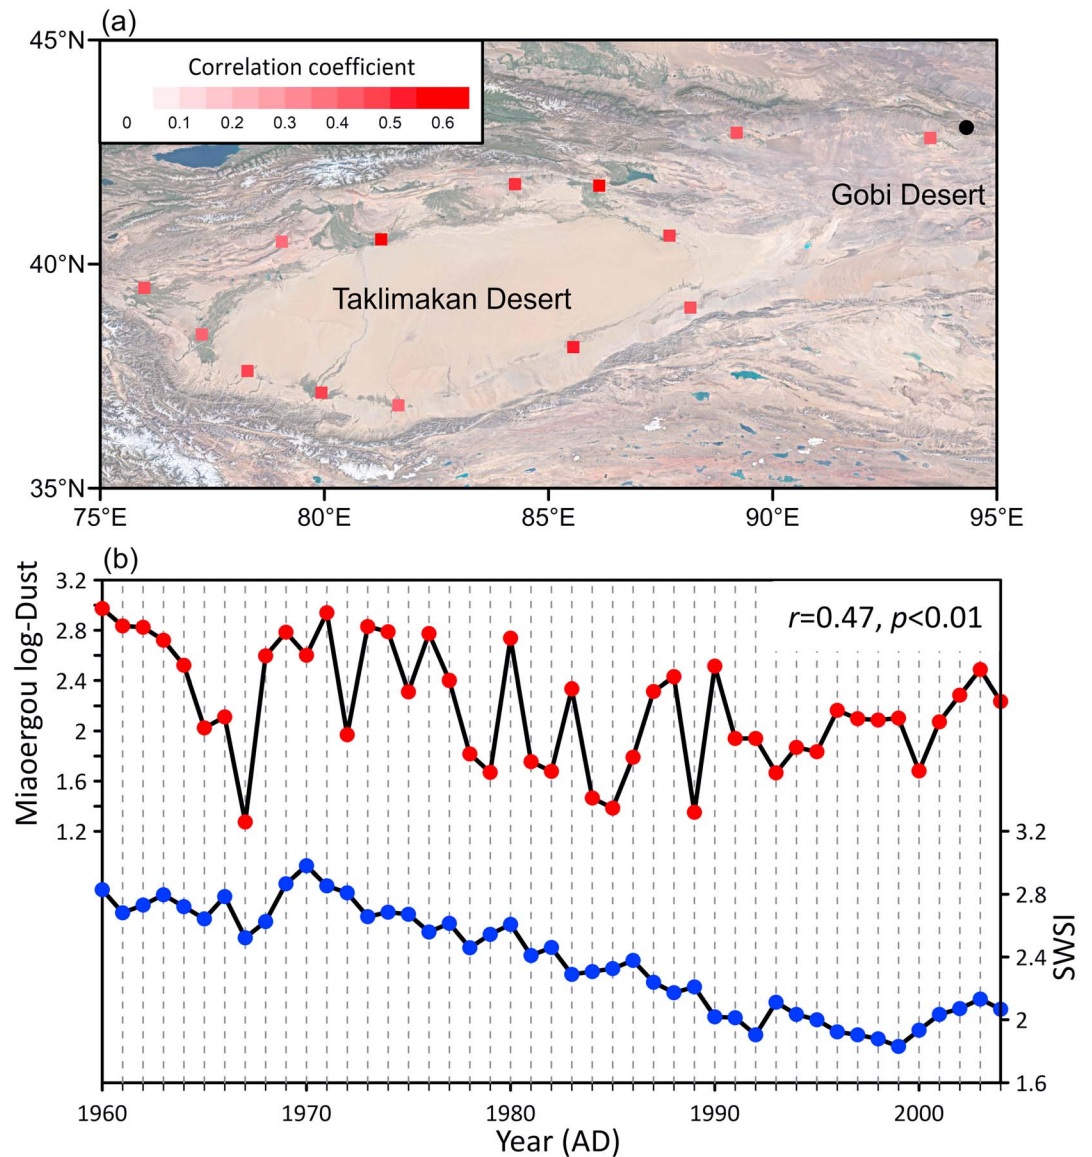 (a)
45°N
Correlation coefficient
0 0.1 0.2 0.3 0.4 0.5 0.6
Gobi Desert
40°N
Taklimakan Desert
35°N
75°E 80°E 85°E 90°E 95°E
(b)
Miaoergou log-Dust
3.2
r=0.47, p<0.01
2.8
2.4
2
1.6
1.2
3.2
2.8
2.4
2
1.6
SWSI
1960 1970 1980 1990 2000
Year (AD)